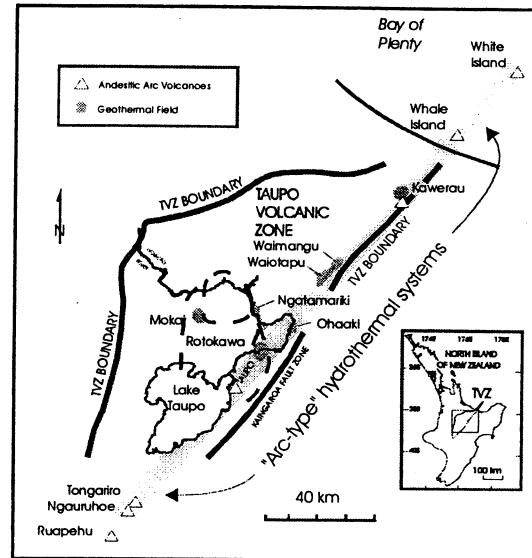 Bay of
Plenty
White
Island
Andesitic Arc Volcanoes
Geothermal Field
Whale
Island
TVZ BOUNDARY
Kawerau
TAUPO
VOLCANIC
ZONE
N
Waimangu
Waiotapu
TVZ BOUNDARY
Ngatamariki
Mokai
Ohaaki
Rotokawa
TVZ BOUNDARY
TAUPO
KAINGAROA FAULT ZONE
Lake
Taupo
"Arc-type" hydrothermal systems
NORTH ISLAND
OF NEW ZEALAND
TVZ
100 km
40 km
Tongariro
Ngauruhoe
Ruapehu